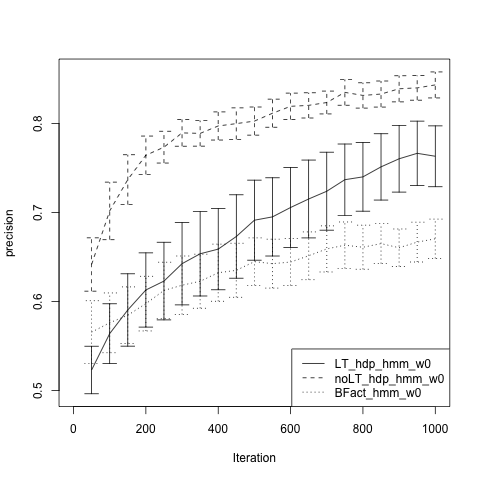 precision
0.8
0.7
0.6
0.5
LT_hdp_hmm_w0
noLT_hdp_hmm_w0
BFact_hmm_w0
0 200 400 600 800 1000
Iteration